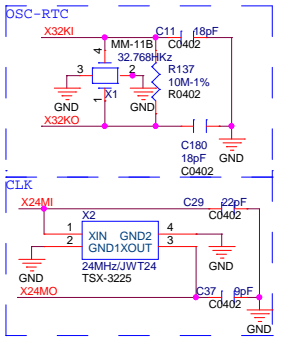 OSC-RTC
X32KI
C11
18pF
C0402
MM-11B
32.768HKz
4
3
2
1
X1
R137
10M-1%
R0402
GND
GND
X32KO
C180
18pF
C0402
GND
CLK
X24MI
C29
22pF
C0402
X2
1
2
XIN
GND2
GND1
XOUT
4
3
24MHz/JWT24
TSX-3225
GND
GND
X24MO
C37
9pF
C0402
GND